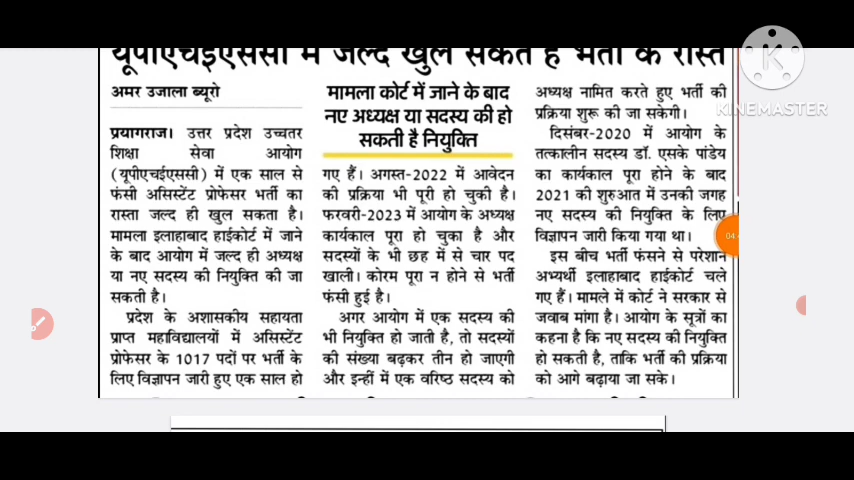 यूपीएचईएससी में जल्द खुल सकते हैं भर्ती के रास्ते
अमर उजाला ब्यूरो
प्रयागराज। उत्तर प्रदेश उच्चतर
शिक्षा सेवा आयोग
(यूपीएचईएससी) में एक साल से
फंसी असिस्टेंट प्रोफेसर भर्ती का
रास्ता जल्द ही खुल सकता है।
मामला इलाहाबाद हाईकोर्ट में जाने
के बाद आयोग में जल्द ही अध्यक्ष
या नए सदस्य की नियुक्ति की जा
सकती है।
प्रदेश के अशासकीय सहायता
प्राप्त महाविद्यालयों में असिस्टेंट
प्रोफेसर के 1017 पदों पर भर्ती के
लिए विज्ञापन जारी हुए एक साल हो
मामला कोर्ट में जाने के बाद
नए अध्यक्ष या सदस्य की हो
सकती है नियुक्ति
गए हैं। अगस्त-2022 में आवेदन
की प्रक्रिया भी पूरी हो चुकी है।
फरवरी-2023 में आयोग के अध्यक्ष
कार्यकाल पूरा हो चुका है और
सदस्यों के भी छह में से चार पद
खाली। कोरम पूरा न होने से भर्ती
फंसी हुई है।
अगर आयोग में एक सदस्य की
भी नियुक्ति हो जाती है, तो सदस्यों
की संख्या बढ़कर तीन हो जाएगी
और इन्हीं में एक वरिष्ठ सदस्य को
अध्यक्ष नामित करते हुए भर्ती की
प्रक्रिया शुरू की जा सकेगी।
दिसंबर-2020 में आयोग के
तत्कालीन सदस्य डॉ. एसके पांडेय
का कार्यकाल पूरा होने के बाद
2021 की शुरुआत में उनकी जगह
नए सदस्य की नियुक्ति के लिए
विज्ञापन जारी किया गया था।
इस बीच भर्ती फंसने से परेशान
अभ्यर्थी इलाहाबाद हाईकोर्ट चले
गए हैं। मामले में कोर्ट ने सरकार से
जवाब मांगा है। आयोग के सूत्रों का
कहना है कि नए सदस्य की नियुक्ति
हो सकती है, ताकि भर्ती की प्रक्रिया
को आगे बढ़ाया जा सके।
K
KINEMASTER